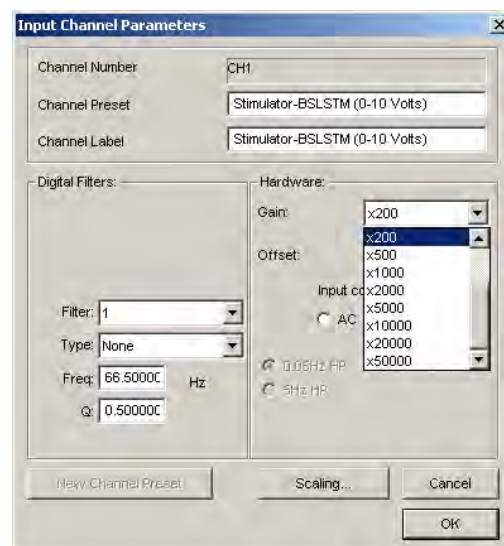 Input Channel Parameters
Channel Number CH1
Channel Preset Stimulator-BSLSTM (0-10 Volts)
Channel Label Stimulator-BSLSTM (0-10 Volts)
Digital Filters:
Filter: 1
Type: None
Freq: 66.50000 Hz
Q: 0.500000
Hardware:
Gain: x200
x200
x500
x1000
x2000
x5000
x10000
x20000
x50000
Offset:
Input co
AC
0.05Hz HP
5Hz HP
New Channel Preset
Scaling...
Cancel
OK